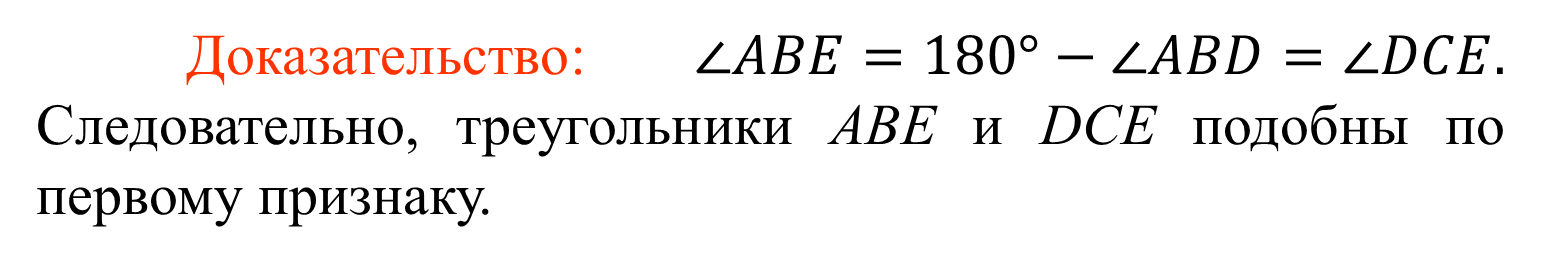 Доказательство: ∠ABE = 180° − ∠ABD = ∠DCE.
Следовательно, треугольники ABE и DCE подобны по
первому признаку.